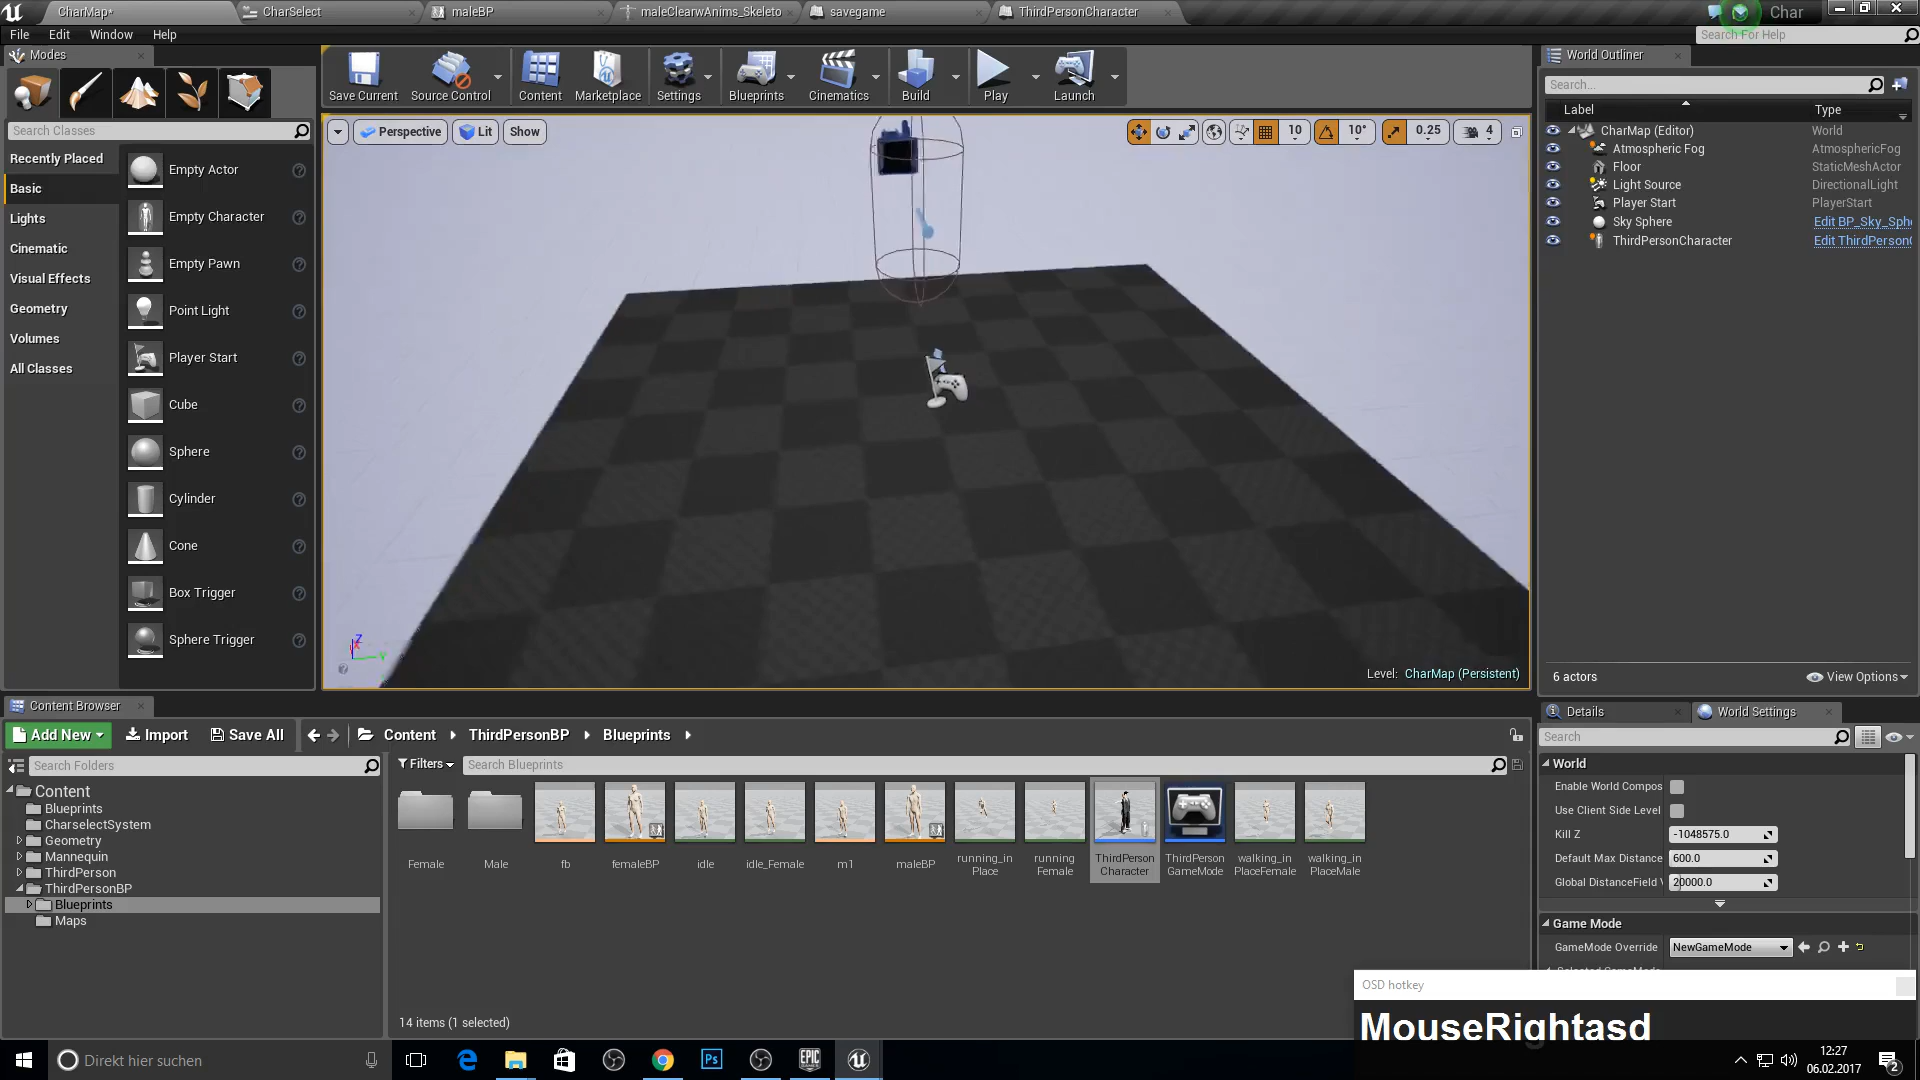 CharMap*
CharSelect
maleBP
maleClearwAnims_Skeleto
savegame
ThirdPersonCharacter
Char
File
Edit
Window
Help
Search For Help
Modes
Search Classes
Recently Placed
Basic
Lights
Cinematic
Visual Effects
Geometry
Volumes
All Classes
Empty Actor
Empty Character
Empty Pawn
Point Light
Player Start
Cube
Sphere
Cylinder
Cone
Box Trigger
Sphere Trigger
Save Current
Source Control
Content
Marketplace
Settings
Blueprints
Cinematics
Build
Play
Launch
Perspective
Lit
Show
10
10°
0.25
4
Z
Level: CharMap (Persistent)
World Outliner
Search...
Label
Type
CharMap (Editor)
World
Atmospheric Fog
AtmosphericFog
Floor
StaticMeshActor
Light Source
DirectionalLight
Player Start
PlayerStart
Sky Sphere
Edit BP_Sky_Sph
ThirdPersonCharacter
Edit ThirdPerson
6 actors
View Options
Content Browser
Add New
Import
Save All
Content
ThirdPersonBP
Blueprints
Search Folders
Filters
Search Blueprints
Content
Blueprints
CharselectSystem
Geometry
Mannequin
ThirdPerson
ThirdPersonBP
Blueprints
Maps
Female
Male
fb
femaleBP
idle
idle_Female
m1
maleBP
running_in
Place
running
Female
ThirdPerson
Character
ThirdPerson
GameMode
walking_in
PlaceFemale
walking_in
PlaceMale
14 items (1 selected)
Details
World Settings
Search
World
Enable World Compos
Use Client Side Level
Kill Z
-1048575.0
Default Max Distance
600.0
Global DistanceField V
20000.0
Game Mode
GameMode Override
NewGameMode
OSD hotkey
MouseRightasd
Direkt hier suchen
Ps
EPIC
12:27
06.02.2017
2